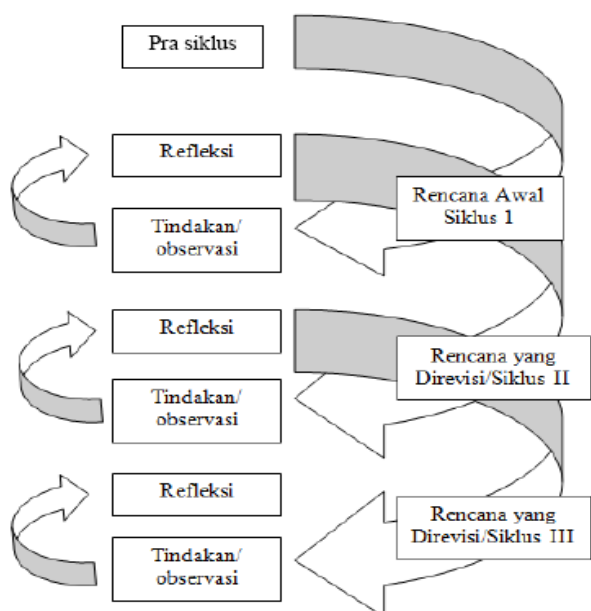 Pra siklus
Refleksi
Rencana Awal
Siklus 1
Tindakan/
observasi
Refleksi
Rencana yang
Direvisi/Siklus II
Tindakan/
observasi
Refleksi
Rencana yang
Direvisi/Siklus III
Tindakan/
observasi